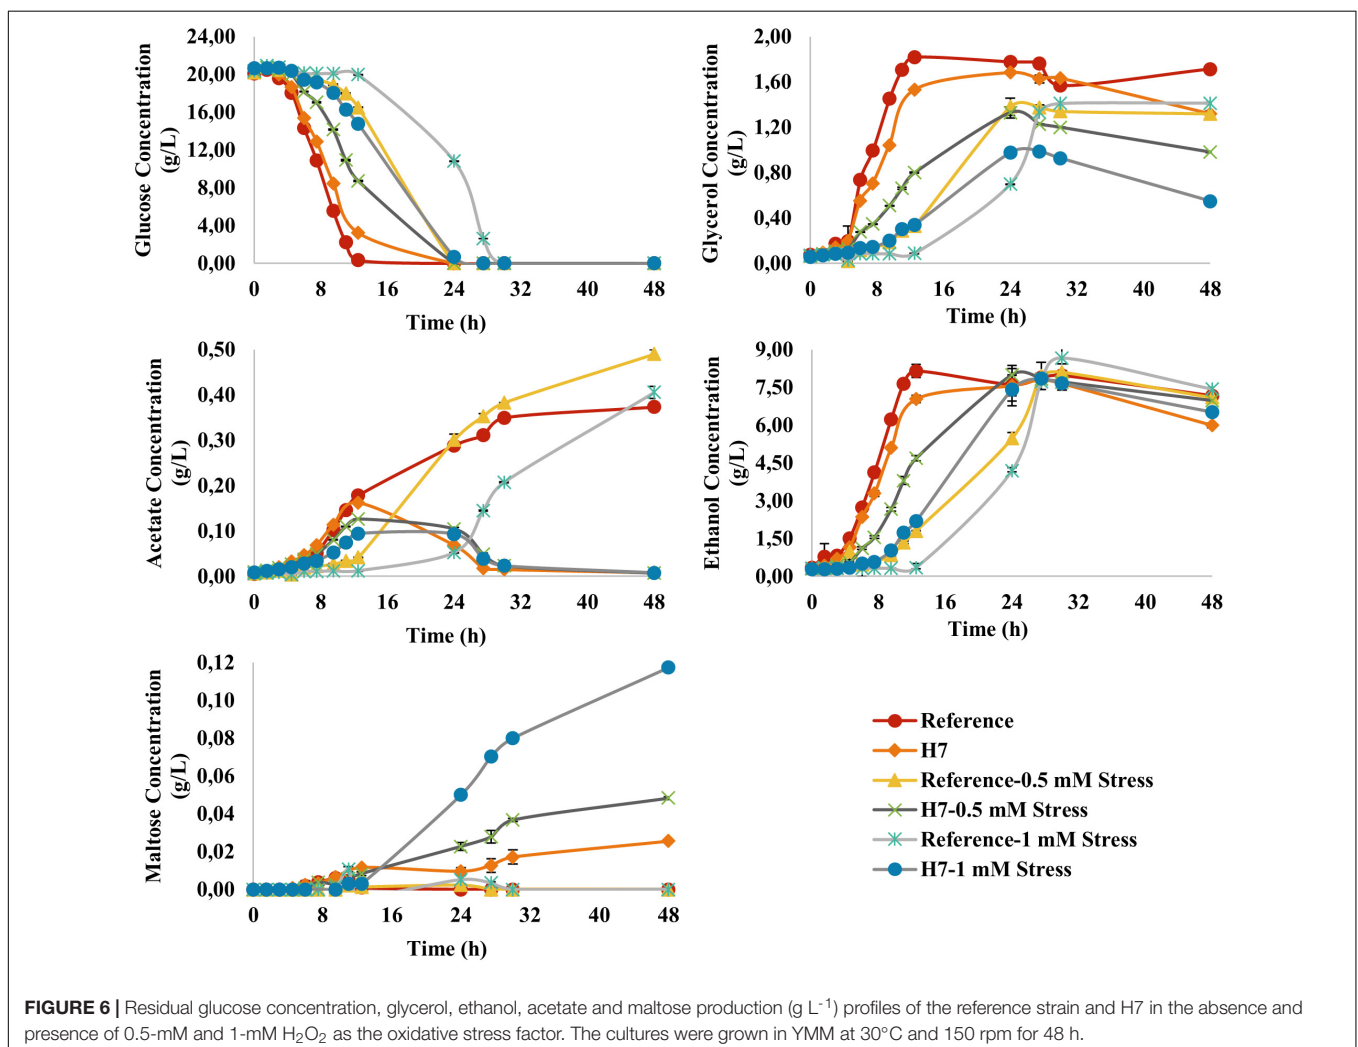 Glucose Concentration
(g/L)
24,00
20,00
16,00
12,00
8,00
4,00
0,00
0 8 16 24 32 40 48
Time (h)
Glycerol Concentration
(g/L)
2,00
1,60
1,20
0,80
0,40
0,00
0 8 16 24 32 40 48
Time (h)
Acetate Concentration
(g/L)
0,50
0,40
0,30
0,20
0,10
0,00
0 8 16 24 32 40 48
Time (h)
Ethanol Concentration
(g/L)
9,00
7,50
6,00
4,50
3,00
1,50
0,00
0 8 16 24 32 40 48
Time (h)
Maltose Concentration
(g/L)
0,12
0,10
0,08
0,06
0,04
0,02
0,00
0 8 16 24 32 40 48
Time (h)
Reference
H7
Reference-0.5 mM Stress
H7-0.5 mM Stress
Reference-1 mM Stress
H7-1 mM Stress
FIGURE 6 | Residual glucose concentration, glycerol, ethanol, acetate and maltose production (g L⁻¹) profiles of the reference strain and H7 in the absence and
presence of 0.5-mM and 1-mM H₂O₂ as the oxidative stress factor. The cultures were grown in YMM at 30°C and 150 rpm for 48 h.